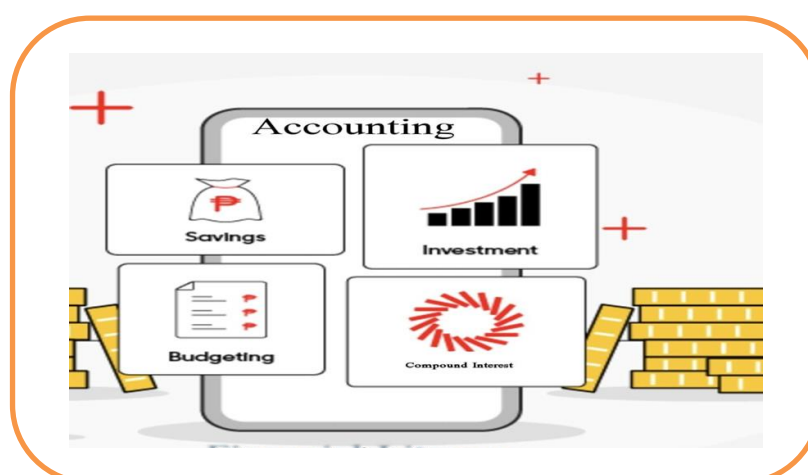 Accounting
Savings
Investment
Budgeting
Compound Interest